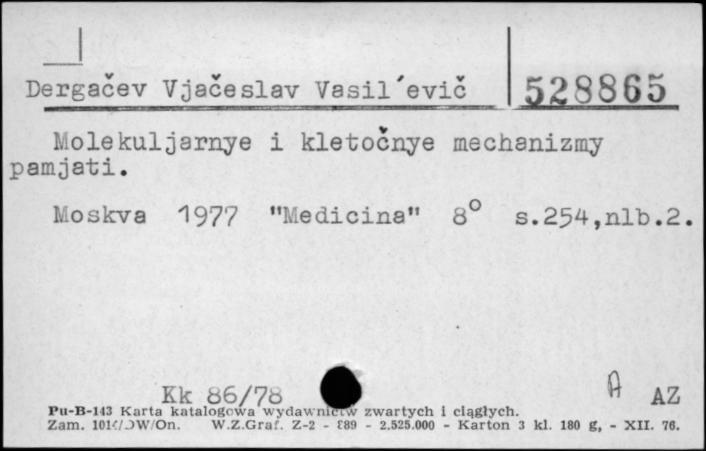 Dergačev Vjačeslav Vasil´evič 528865
Molekuljarnye i kletočnye mechanizmy
pamjati.
Moskva 1977 "Medicina" 8° s.254,nlb.2.
Kk 86/78 A AZ
Pu-B-143 Karta katalogowa wydawnictw zwartych i ciągłych.
Zam. W.Z.Graf. Z-2 - 889 - 2.525.000 - Karton 3 kl. 180 g, - XII. 76.